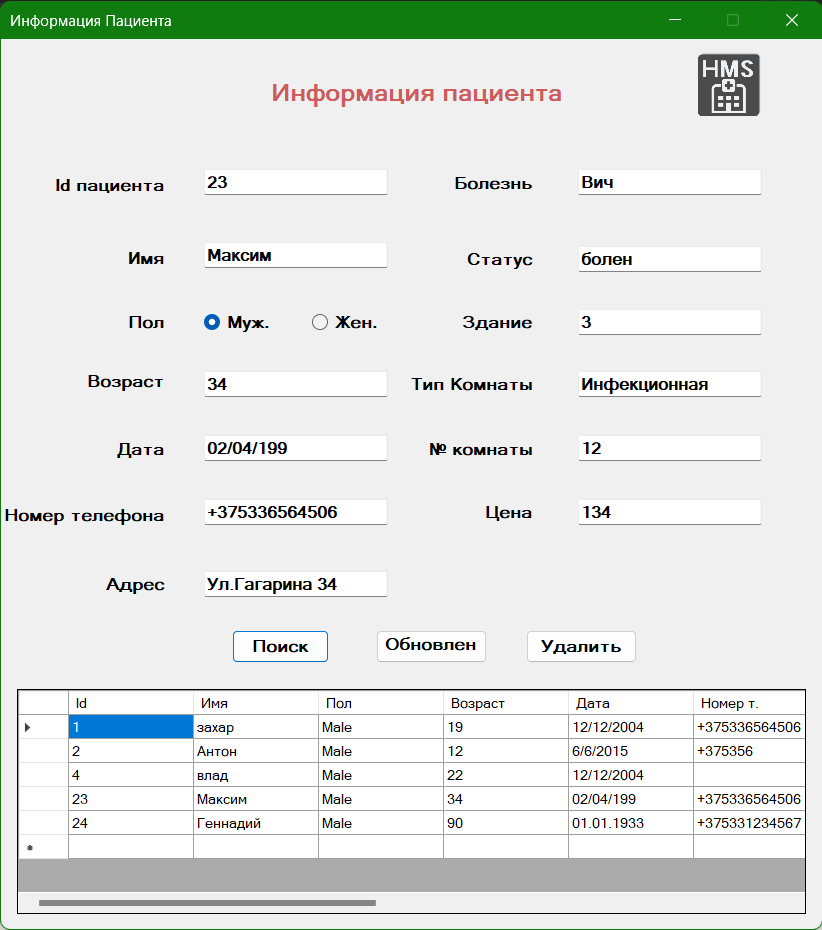 Информация Пациента
HMS
Информация пациента
Id пациента 23 Болезнь Вич
Имя Максим Статус болен
Пол Муж. Жен. Здание 3
Возраст 34 Тип Комнаты Инфекционная
Дата 02/04/199 № комнаты 12
Номер телефона +375336564506 Цена 134
Адрес Ул.Гагарина 34
Поиск Обновлен Удалить
Id Имя Пол Возраст Дата Номер т.
1 захар Male 19 12/12/2004 +375336564506
2 Антон Male 12 6/6/2015 +375356
4 влад Male 22 12/12/2004
23 Максим Male 34 02/04/199 +375336564506
24 Геннадий Male 90 01.01.1933 +375331234567